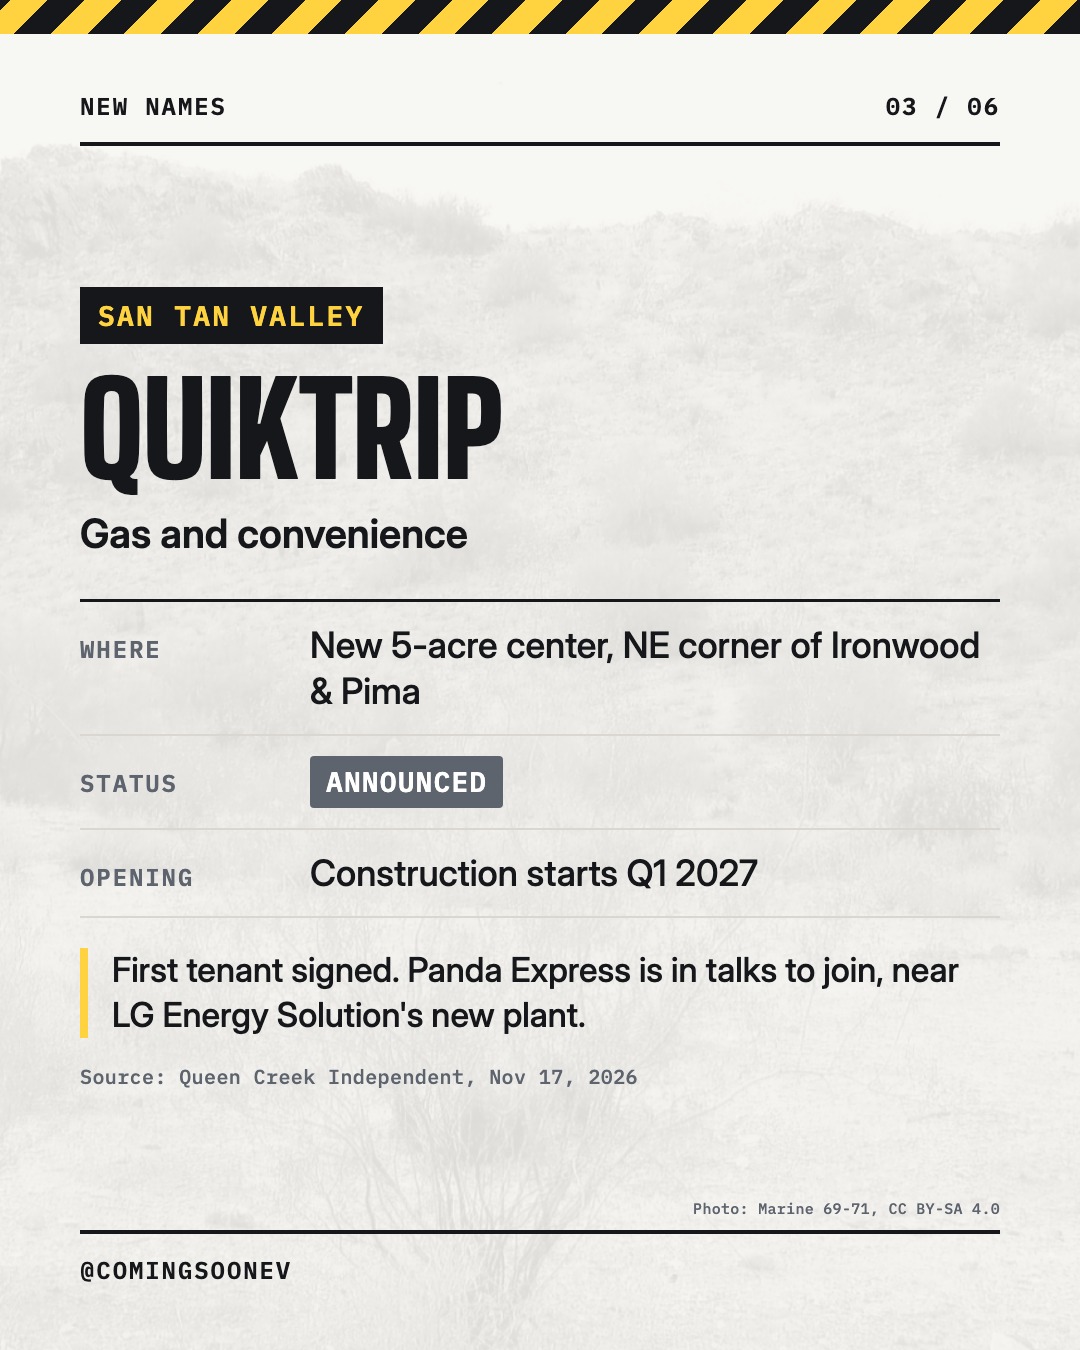 NEW NAMES
03 / 06
SAN TAN VALLEY
QUIKTRIP
Gas and convenience
WHERE
New 5-acre center, NE corner of Ironwood
& Pima
STATUS
ANNOUNCED
OPENING
Construction starts Q1 2027
First tenant signed. Panda Express is in talks to join, near
LG Energy Solution's new plant.
Source: Queen Creek Independent, Nov 17, 2026
Photo: Marine 69-71, CC BY-SA 4.0
@COMINGSOONEV